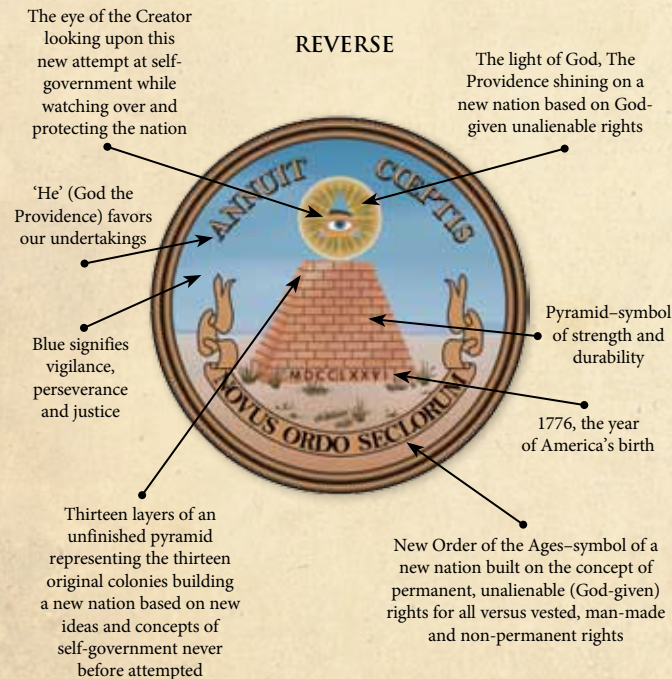 REVERSE
The eye of the Creator
looking upon this
new attempt at self-
government while
watching over and
protecting the nation
The light of God, The
Providence shining on a
new nation based on God-
given unalienable rights
'He' (God the
Providence) favors
our undertakings
ANNUIT CŒPTIS
Blue signifies
vigilance,
perseverance
and justice
Pyramid–symbol
of strength and
durability
MDCCLXXVI
1776, the year
of America's birth
NOVUS ORDO SECLORUM
Thirteen layers of an
unfinished pyramid
representing the thirteen
original colonies building
a new nation based on new
ideas and concepts of
self-government never
before attempted
New Order of the Ages–symbol of a
new nation built on the concept of
permanent, unalienable (God-given)
rights for all versus vested, man-made
and non-permanent rights